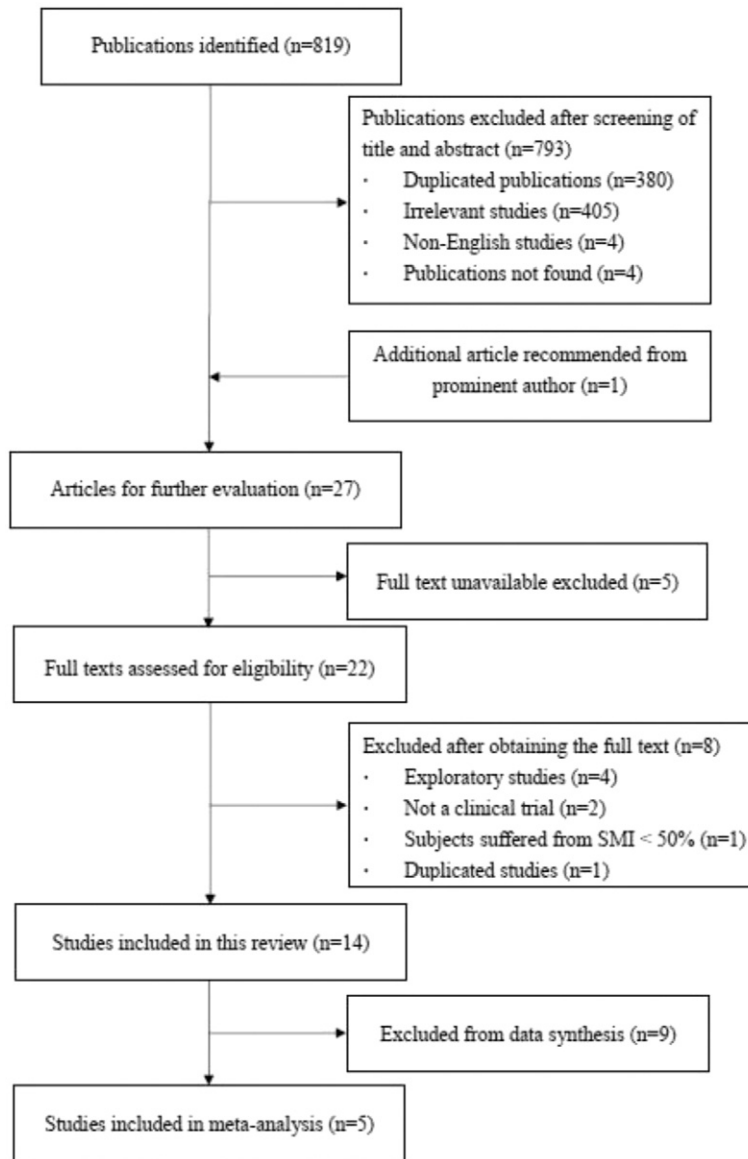 Publications identified (n=819)
Publications excluded after screening of
title and abstract (n=793)
· Duplicated publications (n=380)
· Irrelevant studies (n=405)
· Non-English studies (n=4)
· Publications not found (n=4)
Additional article recommended from
prominent author (n=1)
Articles for further evaluation (n=27)
Full text unavailable excluded (n=5)
Full texts assessed for eligibility (n=22)
Excluded after obtaining the full text (n=8)
· Exploratory studies (n=4)
· Not a clinical trial (n=2)
· Subjects suffered from SMI < 50% (n=1)
· Duplicated studies (n=1)
Studies included in this review (n=14)
Excluded from data synthesis (n=9)
Studies included in meta-analysis (n=5)